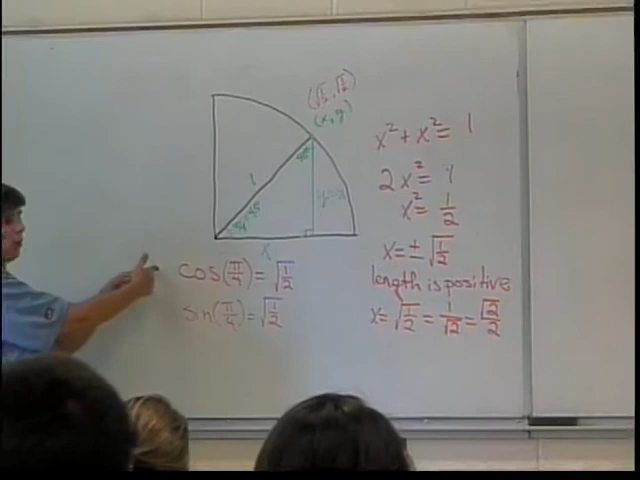 (√½, √½)
(x, y)
1
45°
y=x
x
x² + x² = 1
2x² = 1
x² = 1/2
x = ± √(1/2)
length is positive
x = √(1/2) = 1/√2 = √2/2
cos(π/4) = √(1/2)
sin(π/4) = √(1/2)